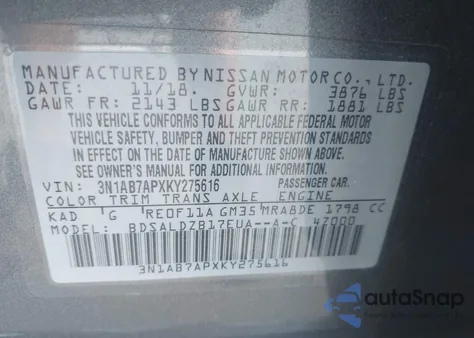 MANUFACTURED BY NISSAN MOTOR CO., LTD.
DATE: 11/18. GVWR: 3876 LBS
GAWR FR: 2143 LBS GAWR RR: 1881 LBS
THIS VEHICLE CONFORMS TO ALL APPLICABLE FEDERAL MOTOR
VEHICLE SAFETY, BUMPER AND THEFT PREVENTION STANDARDS
IN EFFECT ON THE DATE OF MANUFACTURE SHOWN ABOVE.
SEE OWNER'S MANUAL FOR ADDITIONAL INFORMATION.
VIN: 3N1AB7APXKY275616 PASSENGER CAR.
COLOR TRIM TRANS AXLE ENGINE
KAD G RE0F11A GM35 MRA8DE 1798 CC
MODEL: BDSALDZB17EUA--A-C 47000
3N1AB7APXKY275616
autoSnap